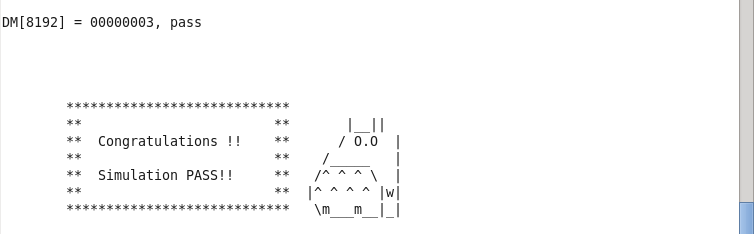 DM[8192] = 00000003, pass
****************************
**                        **       |__||
**  Congratulations !!    **      / O.O  |
**                        **    /_____   |
**  Simulation PASS!!     **   /^ ^ ^ \  |
**                        **  |^ ^ ^ ^ |w|
****************************   \m___m__|_|